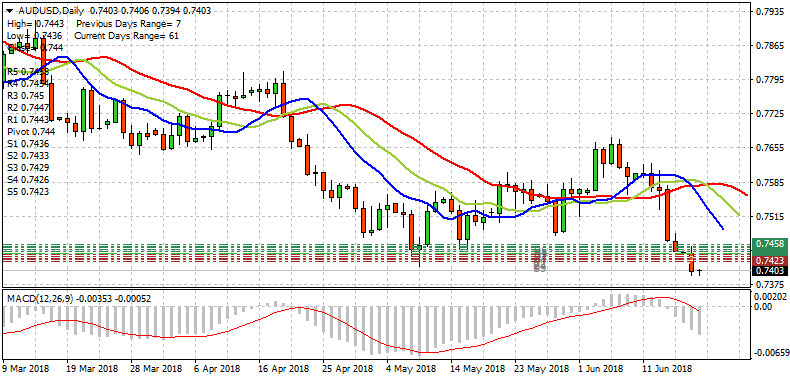 AUDUSD,Daily 0.7403 0.7406 0.7394 0.7403
High= 0.7443 Previous Days Range= 7
Low= 0.7436 Current Days Range= 61
0.744
R5
R4
R3 0.745
R2 0.7447
R1 0.7443
Pivot 0.744
S1 0.7436
S2 0.7433
S3 0.7429
S4 0.7426
S5 0.7423
0.7935
0.7865
0.7795
0.7725
0.7655
0.7585
0.7515
0.7458
0.7423
0.7403
0.7375
MACD(12,26,9) -0.00353 -0.00052
0.00202
0.00
-0.00659
9 Mar 2018 19 Mar 2018 28 Mar 2018 6 Apr 2018 16 Apr 2018 25 Apr 2018 4 May 2018 14 May 2018 23 May 2018 1 Jun 2018 11 Jun 2018